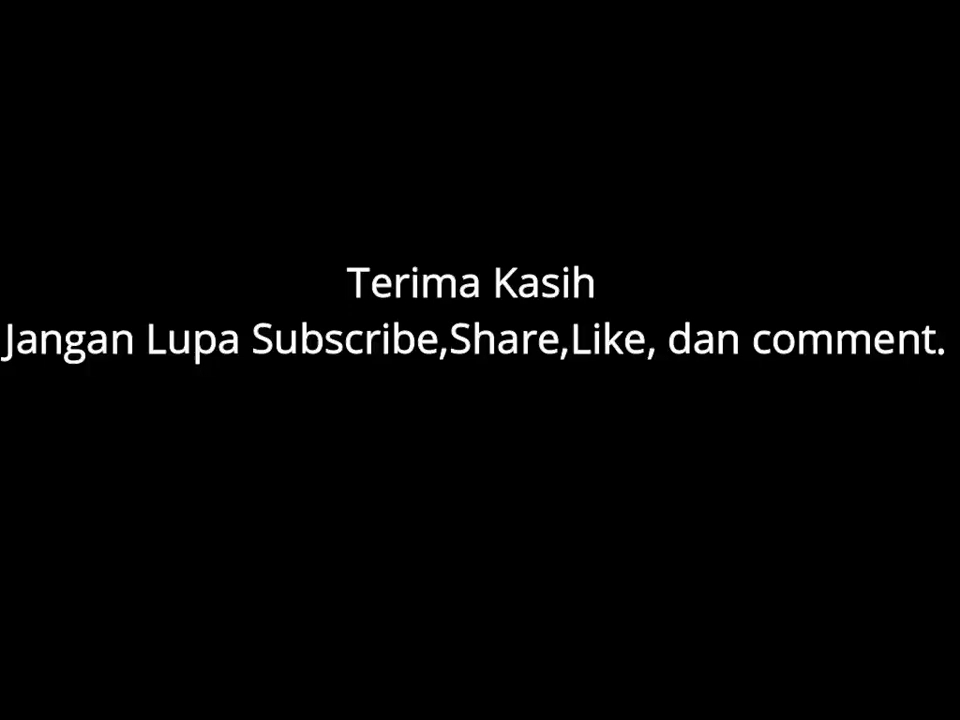 Terima Kasih
Jangan Lupa Subscribe,Share,Like, dan comment.